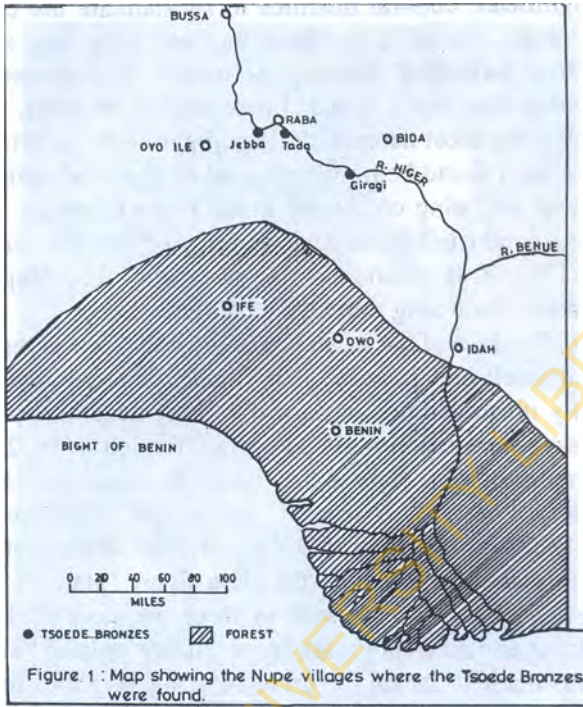 BUSSA
RABA
BIDA
OYO ILE
Jebba
Tada
R. NIGER
Giragi
R. BENUE
IFE
OWO
IDAH
BENIN
BIGHT OF BENIN
0 20 40 60 80 100
MILES
TSOEDE BRONZES
FOREST
Figure 1 : Map showing the Nupe villages where the Tsoede Bronzes
were found.
VERSITY LIB